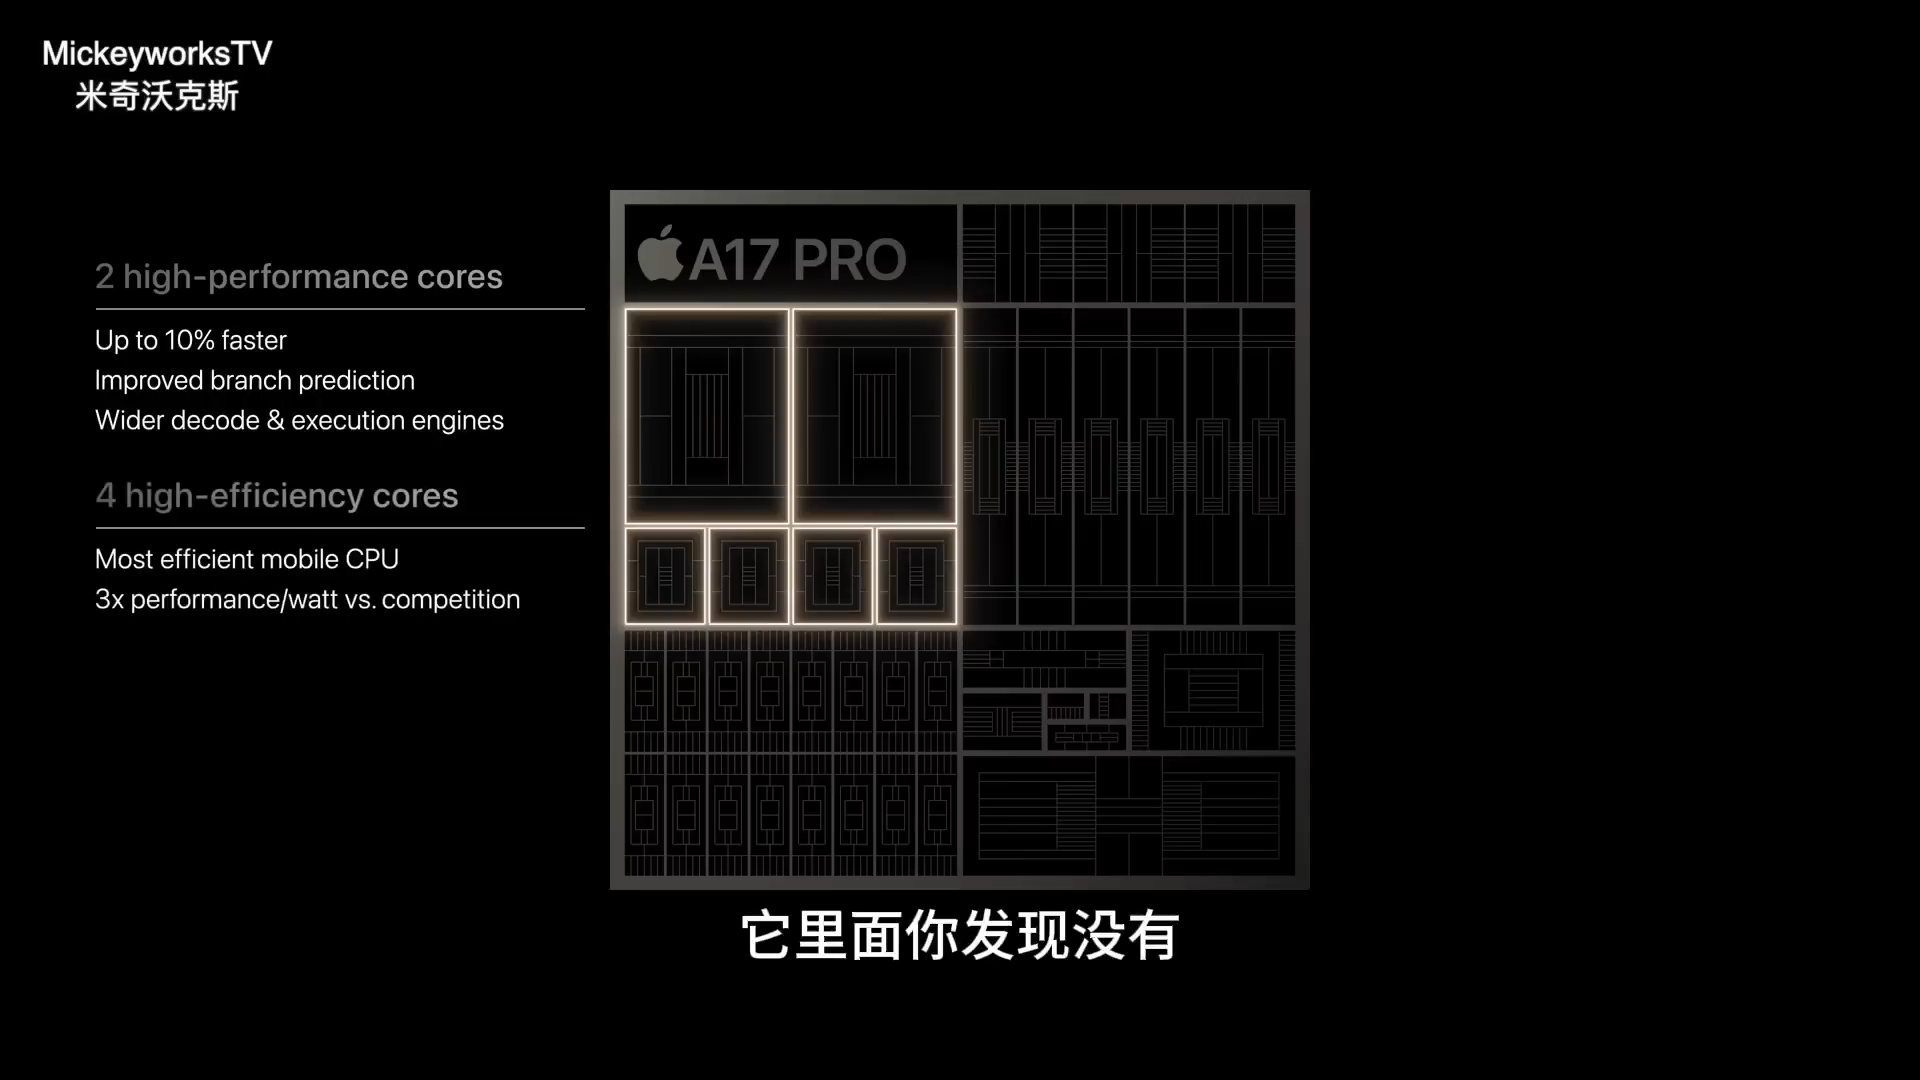 MickeyworksTV
米奇沃克斯
2 high-performance cores
Up to 10% faster
Improved branch prediction
Wider decode & execution engines
4 high-efficiency cores
Most efficient mobile CPU
3x performance/watt vs. competition
A17 PRO
它里面你发现没有